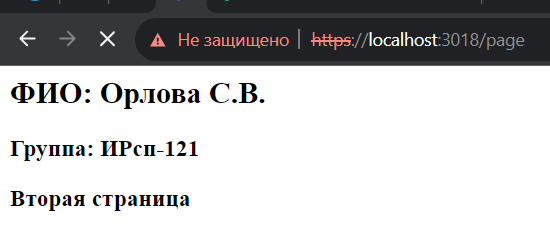 Не защищено https://localhost:3018/page
ФИО: Орлова С.В.
Группа: ИРсп-121
Вторая страница